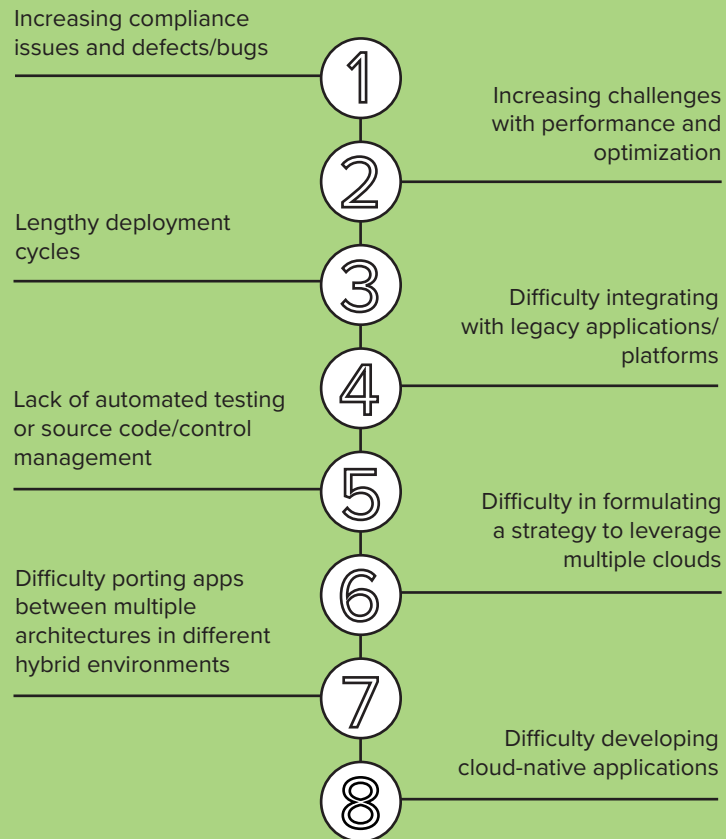 Increasing compliance
issues and defects/bugs
1
Increasing challenges
with performance and
optimization
2
Lengthy deployment
cycles
3
Difficulty integrating
with legacy applications/
platforms
4
Lack of automated testing
or source code/control
management
5
Difficulty in formulating
a strategy to leverage
multiple clouds
6
Difficulty porting apps
between multiple
architectures in different
hybrid environments
7
Difficulty developing
cloud-native applications
8